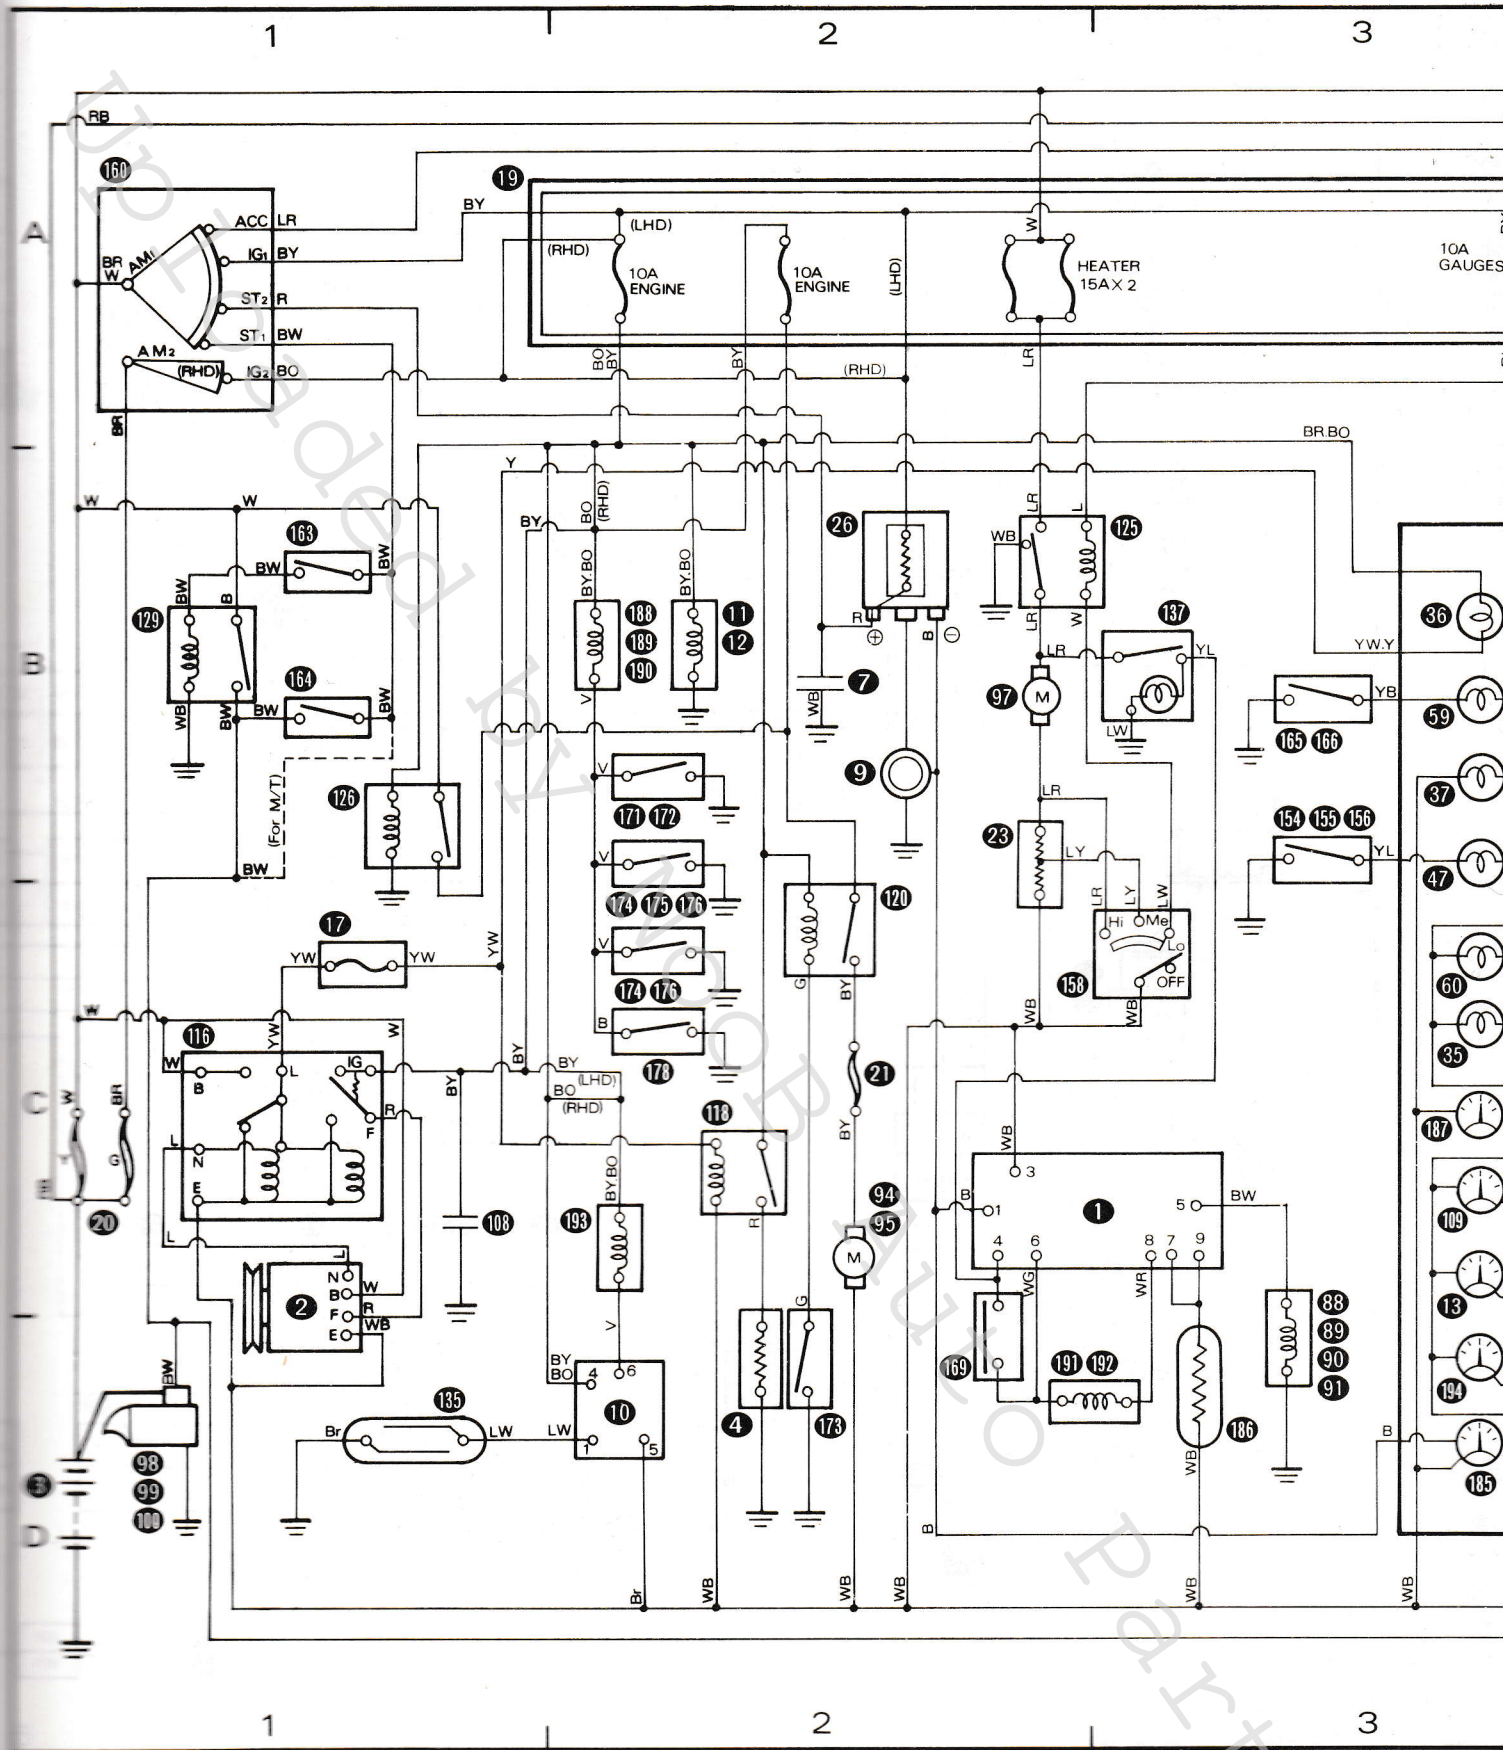 1 2 3
RB
160
19
A
ACC LR
BY
(LHD)
W
BR
W
AM1
IG1 BY
(RHD)
10A
ENGINE
10A
ENGINE
(LHD)
HEATER
15A X 2
10A
GAUGES
ST2 R
ST1 BW
AM2
(RHD)
IG2 BO
BO
BY
BY
(RHD)
LR
BR
BR.BO
Y
W
W
BY
BO
(RHD)
LR
L
26
125
163
WB
BW
BW
BW
B
BY.BO
BY.BO
129
188
189
190
11
12
R
B
LR
W
137
36
B
LR
YL
YW.Y
164
7
97
M
YB
59
WB
BW
BW
BW
V
WB
LW
165 166
9
(For M/T)
126
V
171 172
37
LR
23
154 155 156
LY
YL
47
BW
V
174 175 176
120
LR
LY
LW
Hi
Me
Lo
OFF
17
YW
YW
YW
V
174 176
158
60
G
BY
WB
WB
W
116
YW
W
B
178
35
W
B
L
IG
BY
BY
BY
(LHD)
BO
(RHD)
21
C
W
BR
R
F
118
BY
187
L
N
Y
G
E
WB
3
BY.BO
20
108
193
R
94
95
M
B
1
1
5
BW
109
L
L
4
6
8
7
9
N
B
W
2
F
R
E
WB
G
WG
WR
13
88
89
90
91
V
BW
BY
BO
4
6
169
191 192
194
135
10
4
173
186
Br
LW
LW
1
5
B
98
99
100
3
WB
185
D
B
Br
WB
WB
WB
WB
WB
1 2 3
Uploaded by NooB Auto Part